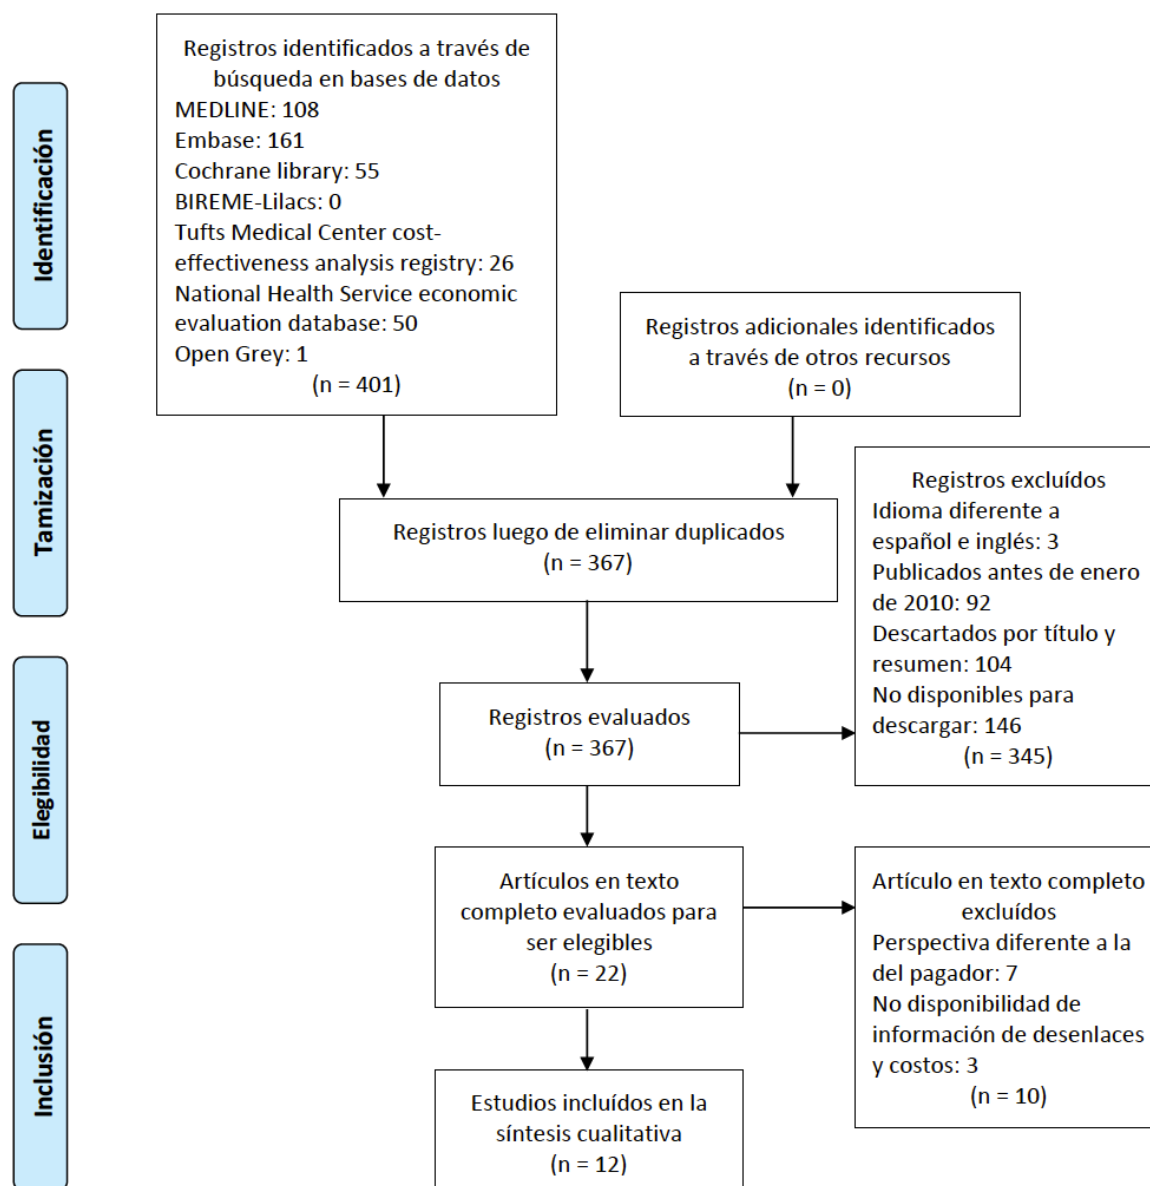 Identificación
Registros identificados a través de
búsqueda en bases de datos
MEDLINE: 108
Embase: 161
Cochrane library: 55
BIREME-Lilacs: 0
Tufts Medical Center cost-
effectiveness analysis registry: 26
National Health Service economic
evaluation database: 50
Open Grey: 1
(n = 401)
Registros adicionales identificados
a través de otros recursos
(n = 0)
Tamización
Registros luego de eliminar duplicados
(n = 367)
Registros excluídos
Idioma diferente a
español e inglés: 3
Publicados antes de enero
de 2010: 92
Descartados por título y
resumen: 104
No disponibles para
descargar: 146
(n = 345)
Registros evaluados
(n = 367)
Elegibilidad
Artículos en texto
completo evaluados para
ser elegibles
(n = 22)
Artículo en texto completo
excluídos
Perspectiva diferente a la
del pagador: 7
No disponibilidad de
información de desenlaces
y costos: 3
(n = 10)
Inclusión
Estudios incluídos en la
síntesis cualitativa
(n = 12)